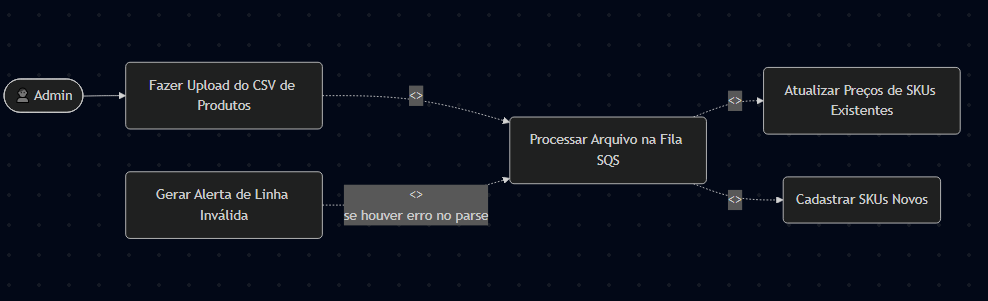 Admin
Fazer Upload do CSV de
Produtos
<>
Gerar Alerta de Linha
Inválida
<>
se houver erro no parse
Processar Arquivo na Fila
SQS
<>
Atualizar Preços de SKUs
Existentes
<>
Cadastrar SKUs Novos